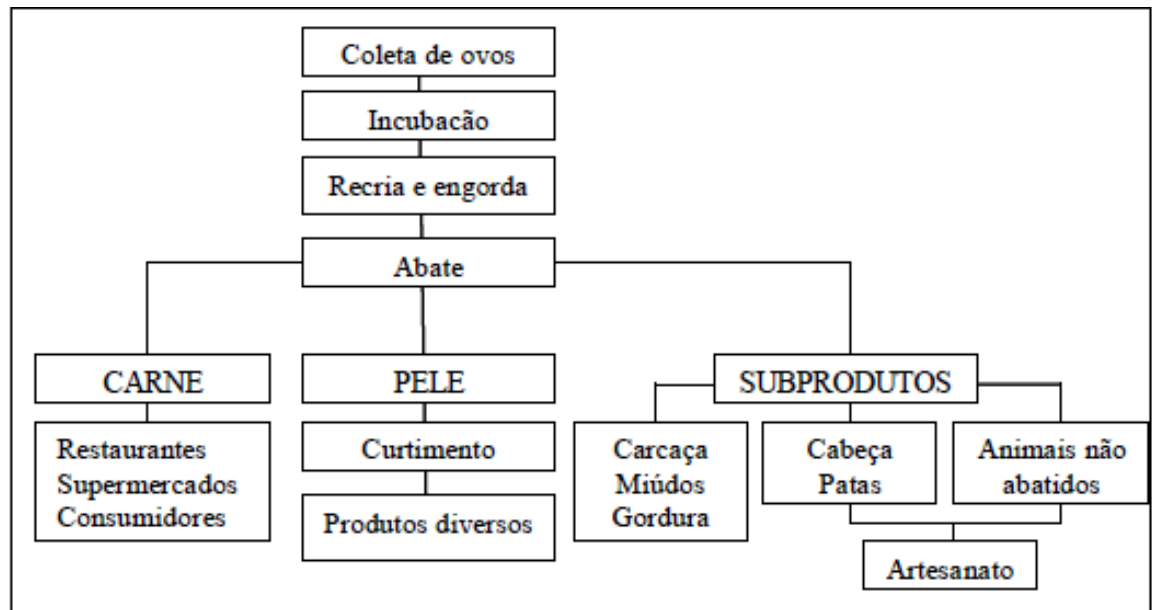 Coleta de ovos
Incubacão
Recria e engorda
Abate
CARNE
PELE
SUBPRODUTOS
Restaurantes
Supermercados
Consumidores
Curtimento
Produtos diversos
Carcaça
Miúdos
Gordura
Cabeça
Patas
Animais não
abatidos
Artesanato